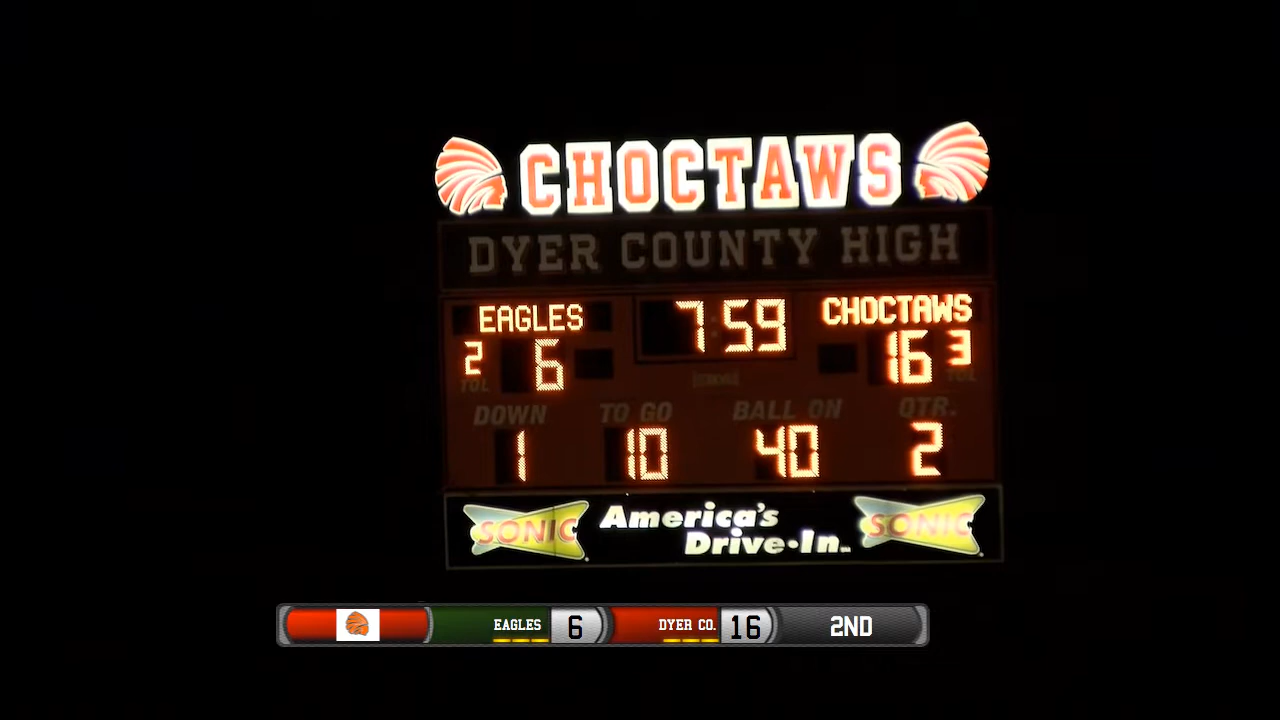 CHOCTAWS
DYER COUNTY HIGH
EAGLES 7:59 CHOCTAWS
2 6 16 3
TOL TOL
DOWN TO GO BALL ON QTR.
1 10 40 2
SONIC America's SONIC
Drive-In
EAGLES 6 DYER CO. 16 2ND